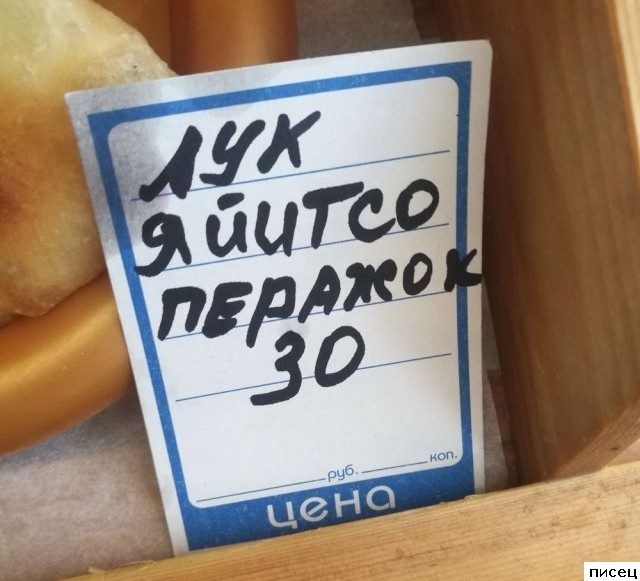 ЛУК
ЯЙИТСО
ПЕРАЖОК
30
руб. коп.
цена
писец